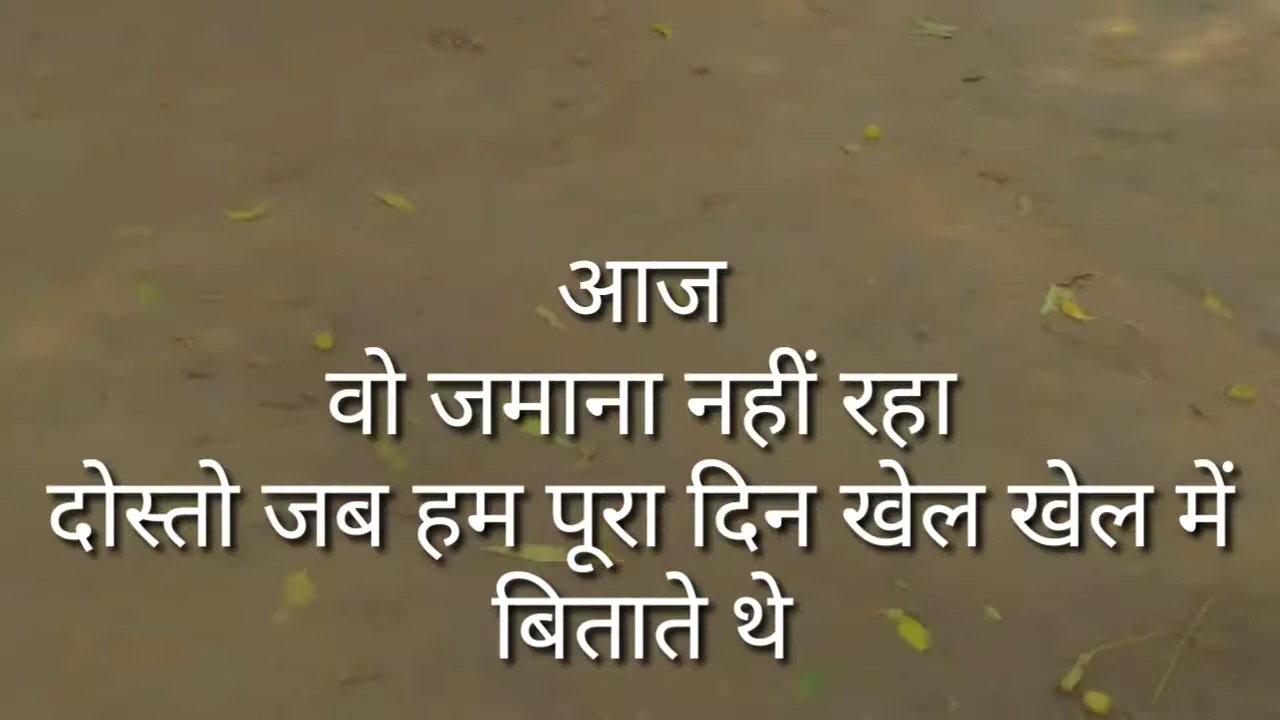 आज
वो जमाना नहीं रहा
दोस्तो जब हम पूरा दिन खेल खेल में
बिताते थे